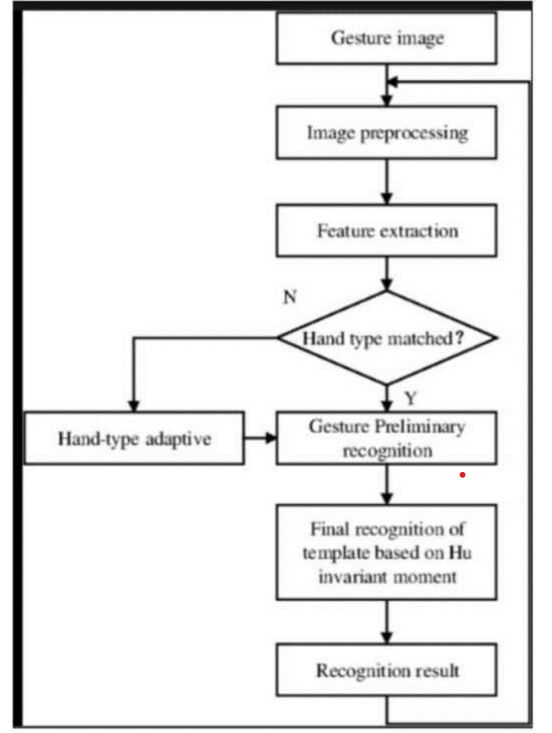 Gesture image
Image preprocessing
Feature extraction
N
Hand type matched?
Y
Hand-type adaptive
Gesture Preliminary
recognition
Final recognition of
template based on Hu
invariant moment
Recognition result